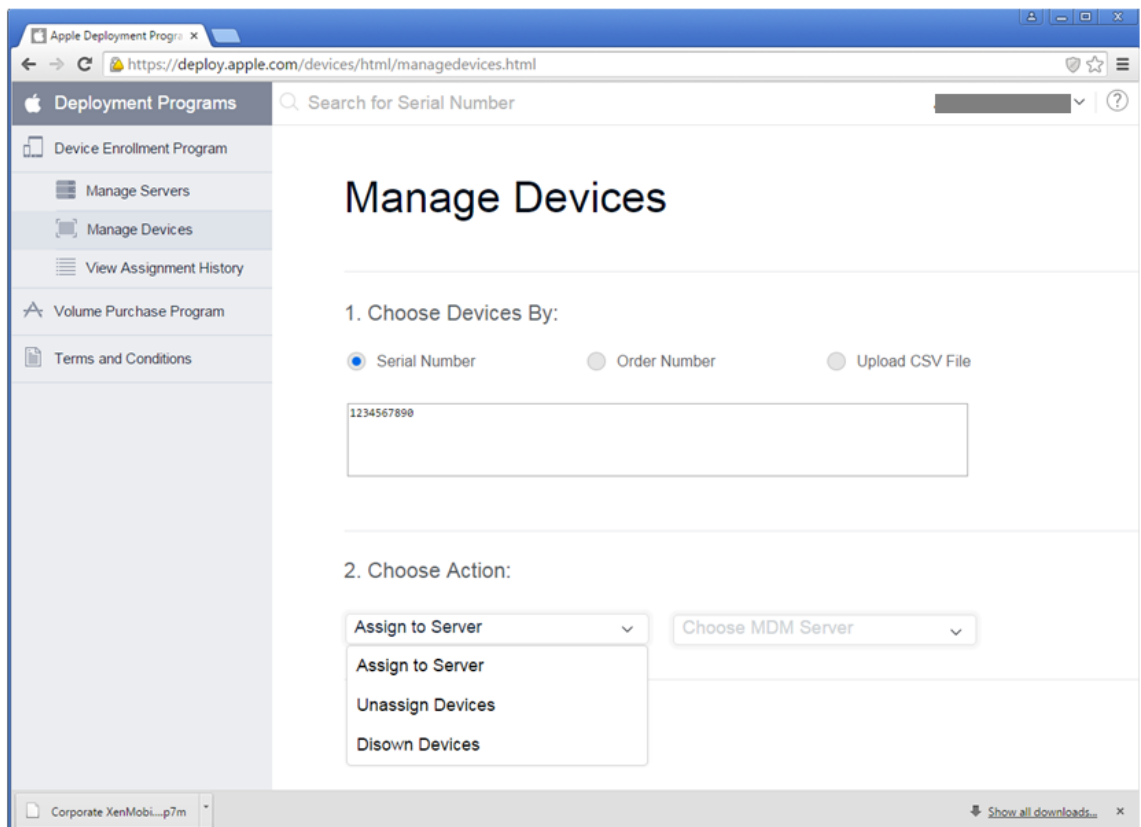 Apple Deployment Progra
https://deploy.apple.com/devices/html/managedevices.html
Deployment Programs
Search for Serial Number
Device Enrollment Program
Manage Servers
Manage Devices
View Assignment History
Volume Purchase Program
Terms and Conditions
Manage Devices
1. Choose Devices By:
Serial Number Order Number Upload CSV File
1234567890
2. Choose Action:
Assign to Server Choose MDM Server
Assign to Server
Unassign Devices
Disown Devices
Corporate XenMobi....p7m Show all downloads...